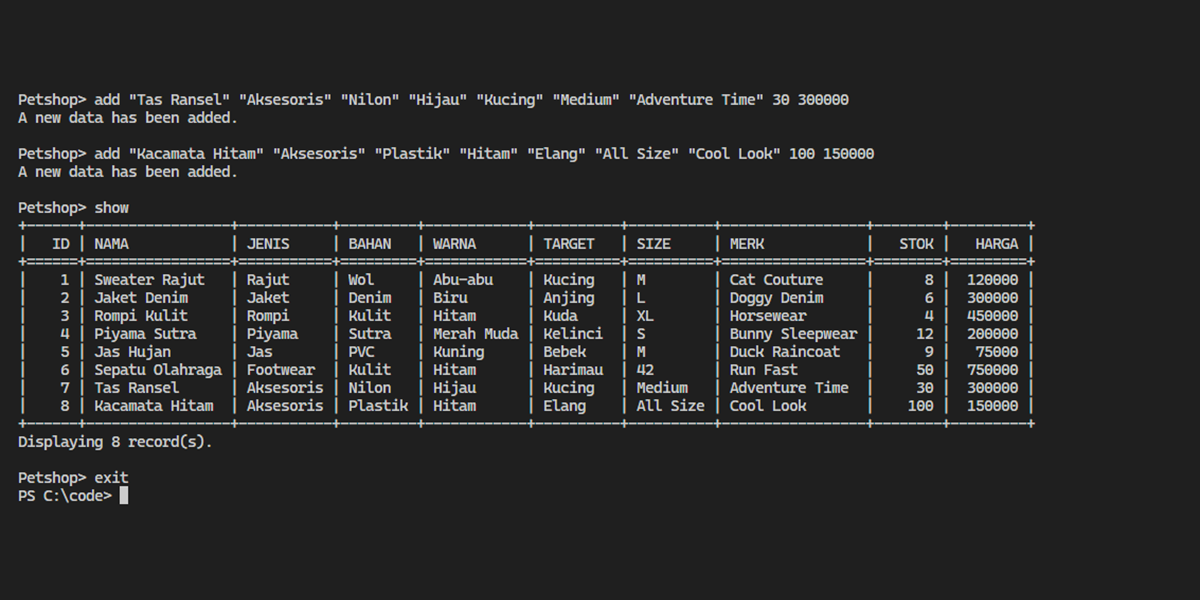 Petshop> add "Tas Ransel" "Aksesoris" "Nilon" "Hijau" "Kucing" "Medium" "Adventure Time" 30 300000
A new data has been added.
Petshop> add "Kacamata Hitam" "Aksesoris" "Plastik" "Hitam" "Elang" "All Size" "Cool Look" 100 150000
A new data has been added.
Petshop> show
+------+-----------------+-----------+---------+------------+----------+----------+-----------------+--------+---------+
|   ID | NAMA            | JENIS     | BAHAN   | WARNA      | TARGET   | SIZE     | MERK            |   STOK |   HARGA |
+======+=================+===========+=========+============+==========+==========+=================+========+=========+
|    1 | Sweater Rajut   | Rajut     | Wol     | Abu-abu    | Kucing   | M        | Cat Couture     |      8 |  120000 |
|    2 | Jaket Denim     | Jaket     | Denim   | Biru       | Anjing   | L        | Doggy Denim     |      6 |  300000 |
|    3 | Rompi Kulit     | Rompi     | Kulit   | Hitam      | Kuda     | XL       | Horsewear       |      4 |  450000 |
|    4 | Piyama Sutra    | Piyama    | Sutra   | Merah Muda | Kelinci  | S        | Bunny Sleepwear |     12 |  200000 |
|    5 | Jas Hujan       | Jas       | PVC     | Kuning     | Bebek    | M        | Duck Raincoat   |      9 |   75000 |
|    6 | Sepatu Olahraga | Footwear  | Kulit   | Hitam      | Harimau  | 42       | Run Fast        |     50 |  750000 |
|    7 | Tas Ransel      | Aksesoris | Nilon   | Hijau      | Kucing   | Medium   | Adventure Time  |     30 |  300000 |
|    8 | Kacamata Hitam  | Aksesoris | Plastik | Hitam      | Elang    | All Size | Cool Look       |    100 |  150000 |
+------+-----------------+-----------+---------+------------+----------+----------+-----------------+--------+---------+
Displaying 8 record(s).
Petshop> exit
PS C:\code>